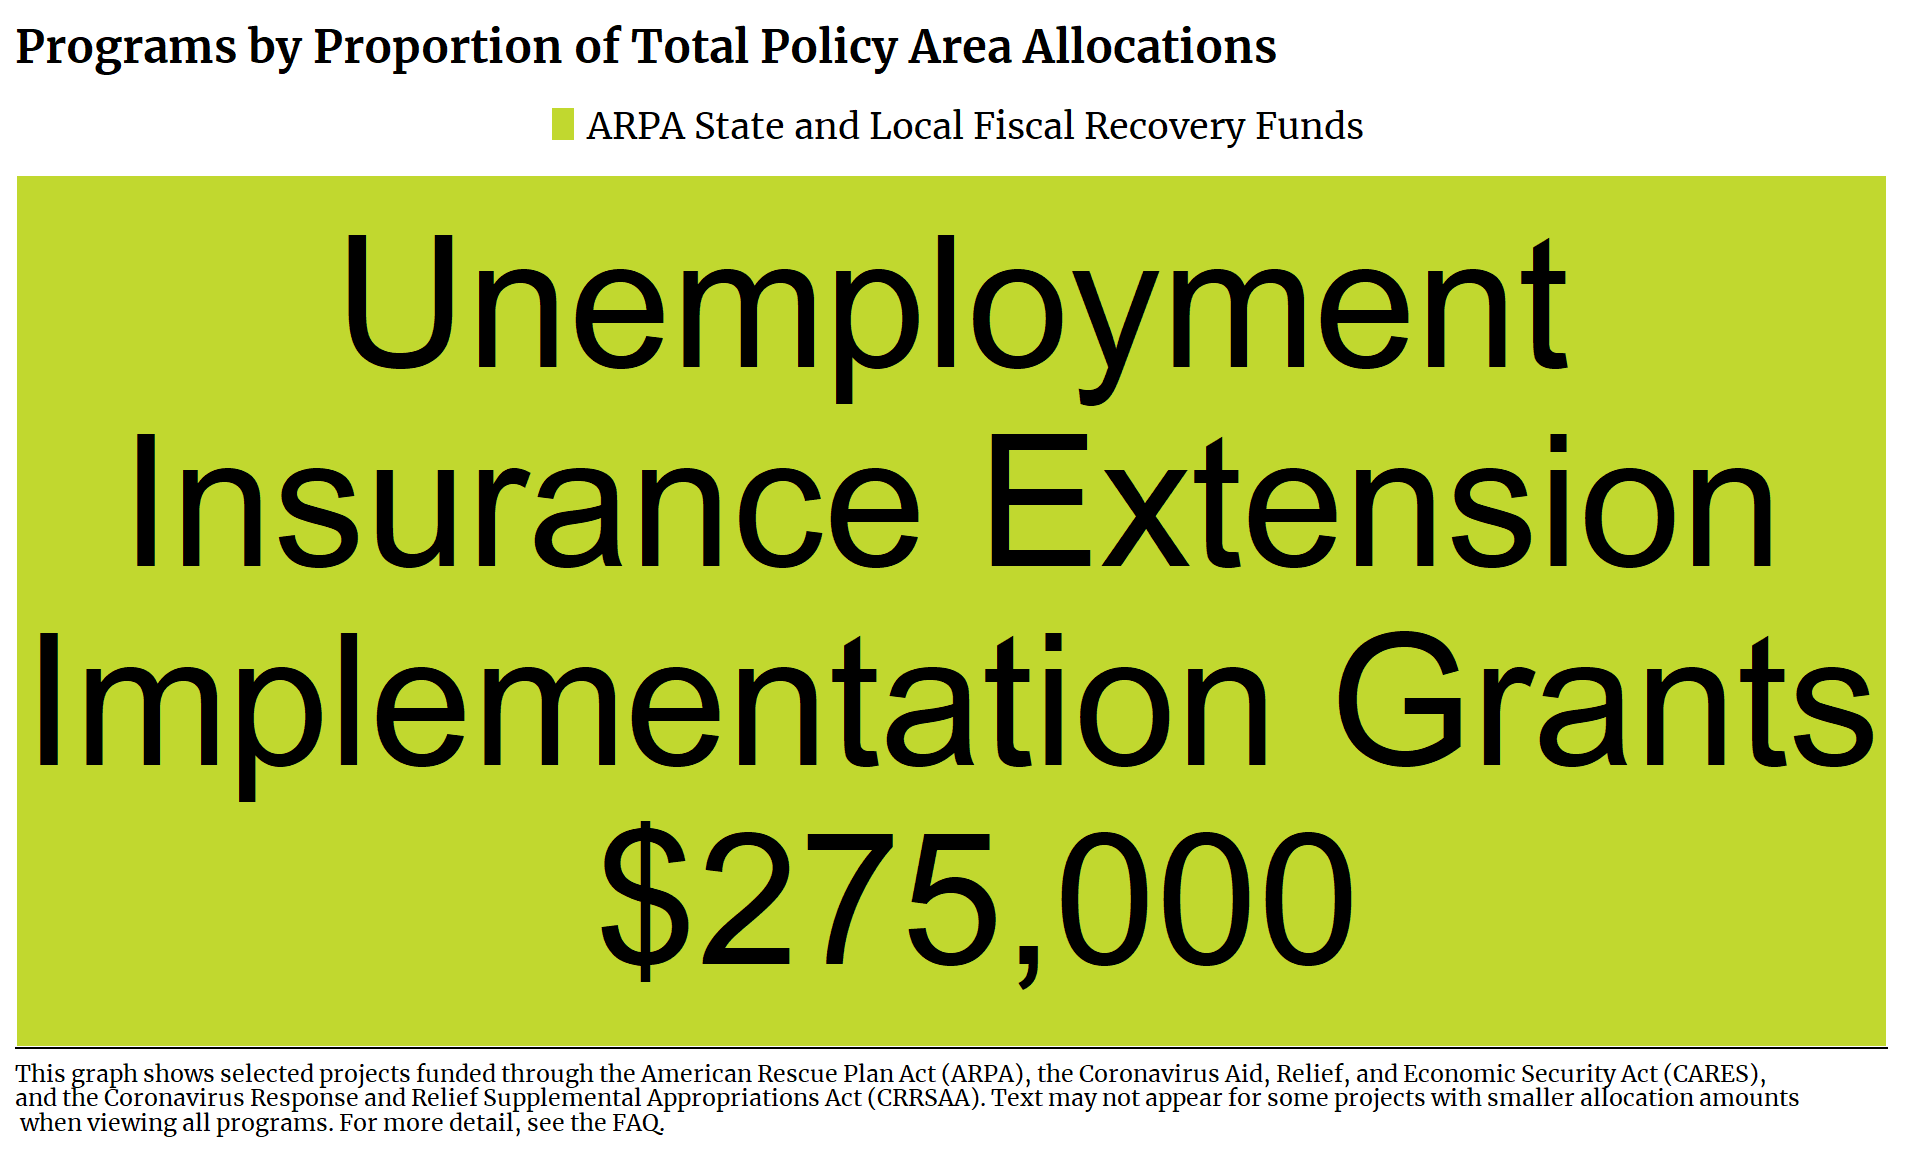 Programs by Proportion of Total Policy Area Allocations
ARPA State and Local Fiscal Recovery Funds
Unemployment
Insurance Extension
Implementation Grants
$275,000
This graph shows selected projects funded through the American Rescue Plan Act (ARPA), the Coronavirus Aid, Relief, and Economic Security Act (CARES),
and the Coronavirus Response and Relief Supplemental Appropriations Act (CRRSAA). Text may not appear for some projects with smaller allocation amounts
when viewing all programs. For more detail, see the FAQ.